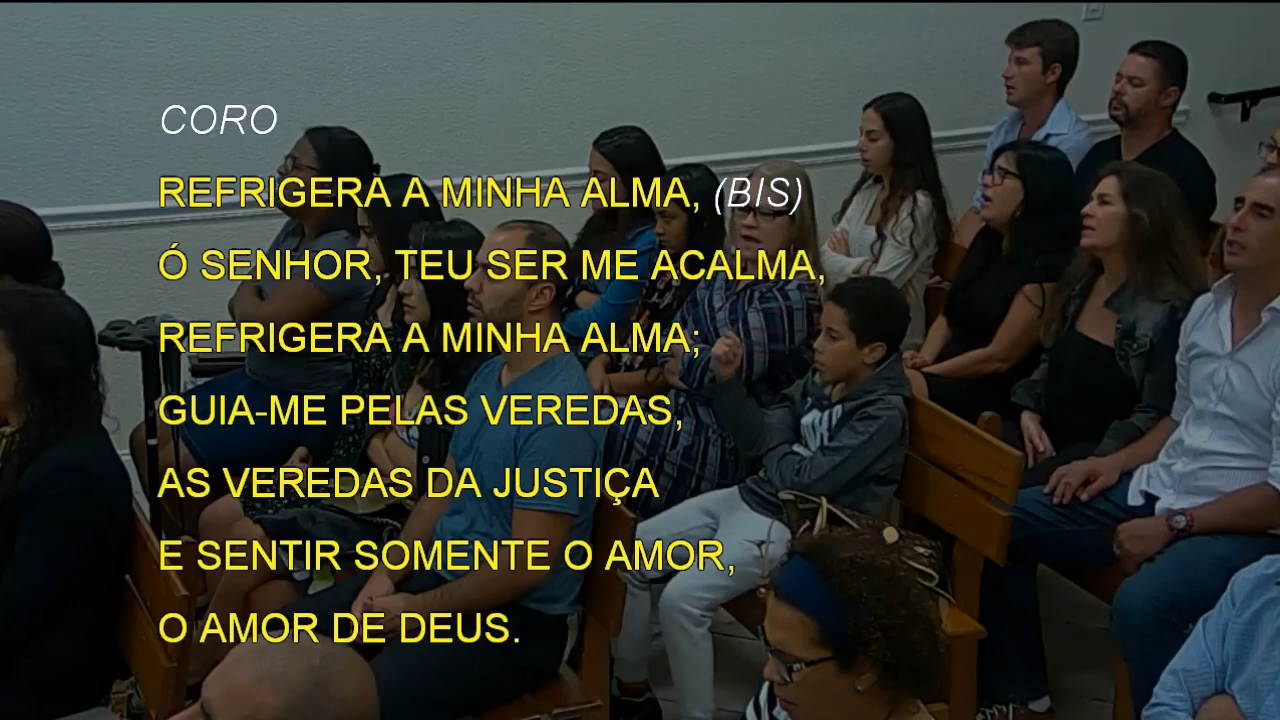 CORO
REFRIGERA A MINHA ALMA, (BIS)
Ó SENHOR, TEU SER ME ACALMA,
REFRIGERA A MINHA ALMA;
GUIA-ME PELAS VEREDAS,
AS VEREDAS DA JUSTIÇA
E SENTIR SOMENTE O AMOR,
O AMOR DE DEUS.